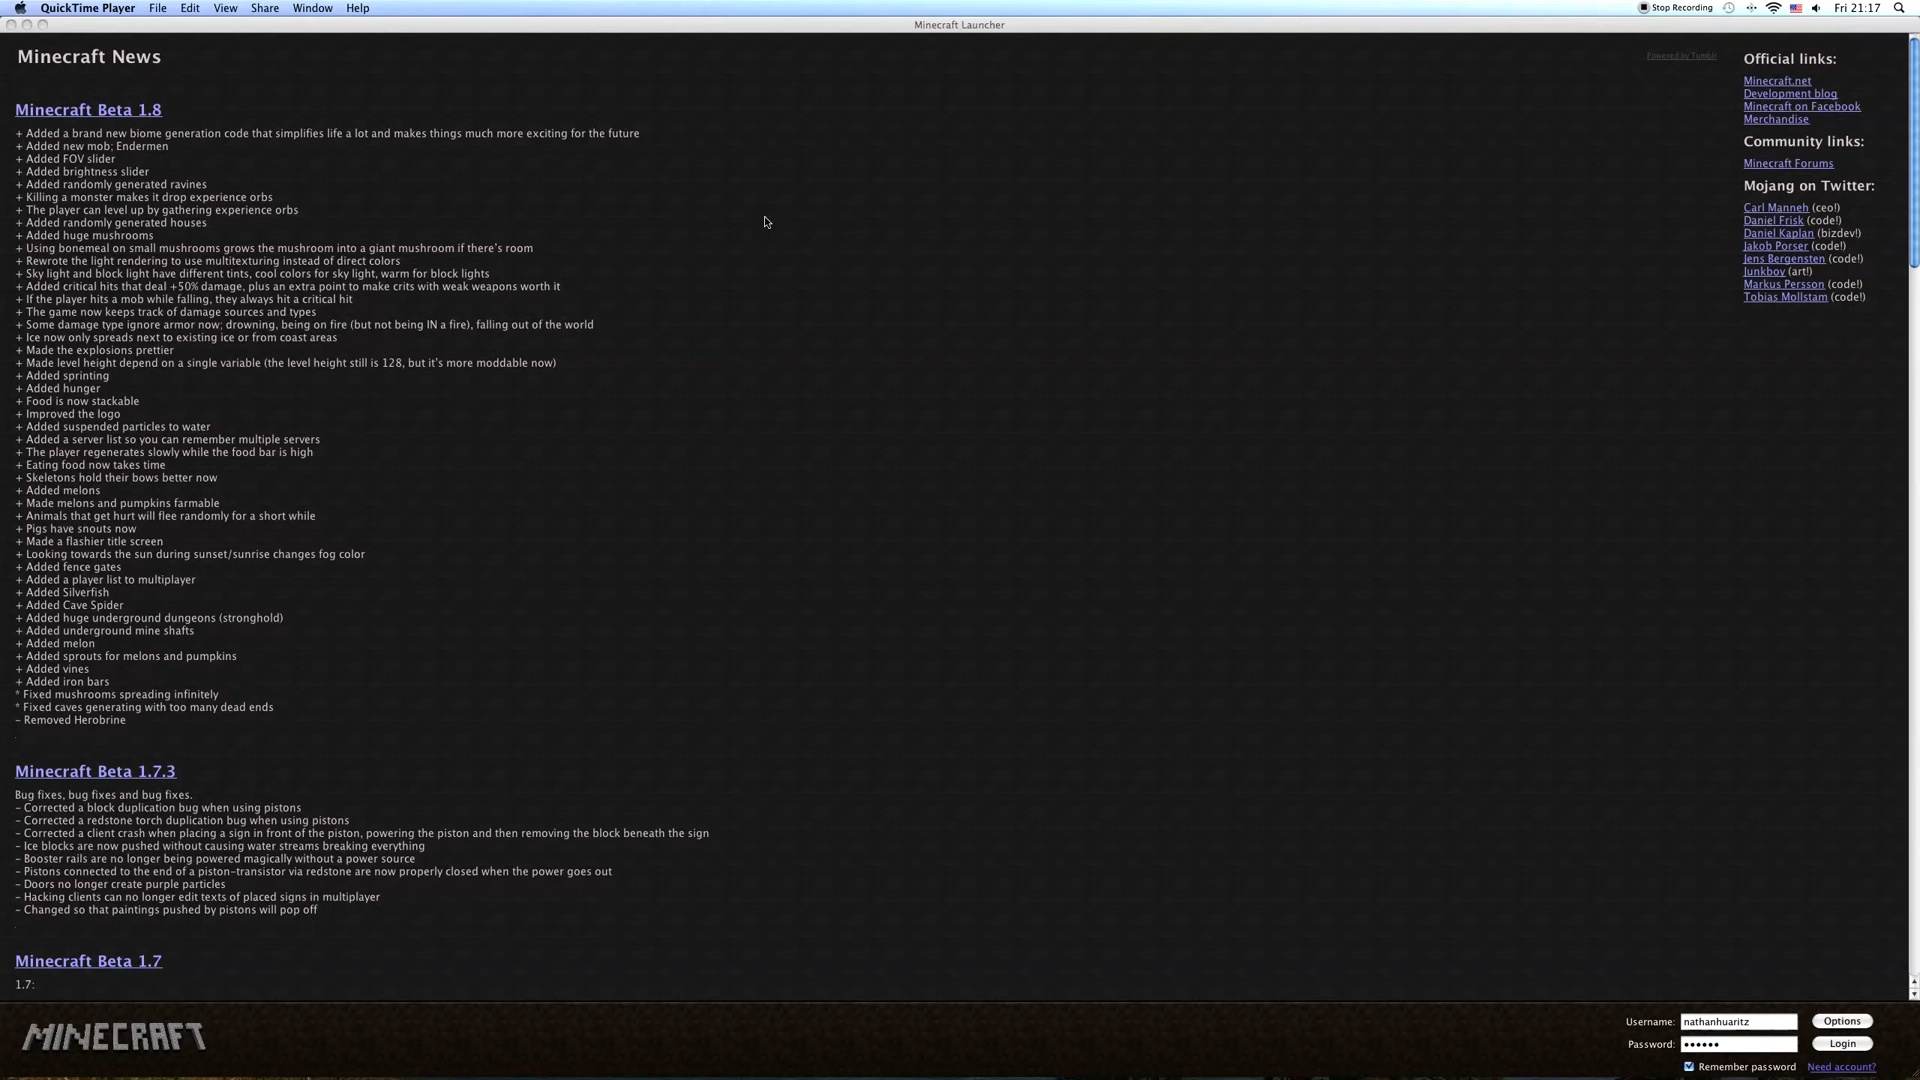 QuickTime Player File Edit View Share Window Help Stop Recording Fri 21:17
Minecraft Launcher
Minecraft News
Powered by Tumblr
Minecraft Beta 1.8
+ Added a brand new biome generation code that simplifies life a lot and makes things much more exciting for the future
+ Added new mob; Endermen
+ Added FOV slider
+ Added brightness slider
+ Added randomly generated ravines
+ Killing a monster makes it drop experience orbs
+ The player can level up by gathering experience orbs
+ Added randomly generated houses
+ Added huge mushrooms
+ Using bonemeal on small mushrooms grows the mushroom into a giant mushroom if there's room
+ Rewrote the light rendering to use multitexturing instead of direct colors
+ Sky light and block light have different tints, cool colors for sky light, warm for block lights
+ Added critical hits that deal +50% damage, plus an extra point to make crits with weak weapons worth it
+ If the player hits a mob while falling, they always hit a critical hit
+ The game now keeps track of damage sources and types
+ Some damage type ignore armor now; drowning, being on fire (but not being IN a fire), falling out of the world
+ Ice now only spreads next to existing ice or from coast areas
+ Made the explosions prettier
+ Made level height depend on a single variable (the level height still is 128, but it's more moddable now)
+ Added sprinting
+ Added hunger
+ Food is now stackable
+ Improved the logo
+ Added suspended particles to water
+ Added a server list so you can remember multiple servers
+ The player regenerates slowly while the food bar is high
+ Eating food now takes time
+ Skeletons hold their bows better now
+ Added melons
+ Made melons and pumpkins farmable
+ Animals that get hurt will flee randomly for a short while
+ Pigs have snouts now
+ Made a flashier title screen
+ Looking towards the sun during sunset/sunrise changes fog color
+ Added fence gates
+ Added a player list to multiplayer
+ Added Silverfish
+ Added Cave Spider
+ Added huge underground dungeons (stronghold)
+ Added underground mine shafts
+ Added melon
+ Added sprouts for melons and pumpkins
+ Added vines
+ Added iron bars
* Fixed mushrooms spreading infinitely
* Fixed caves generating with too many dead ends
- Removed Herobrine
Minecraft Beta 1.7.3
Bug fixes, bug fixes and bug fixes.
- Corrected a block duplication bug when using pistons
- Corrected a redstone torch duplication bug when using pistons
- Corrected a client crash when placing a sign in front of the piston, powering the piston and then removing the block beneath the sign
- Ice blocks are now pushed without causing water streams breaking everything
- Booster rails are no longer being powered magically without a power source
- Pistons connected to the end of a piston-transistor via redstone are now properly closed when the power goes out
- Doors no longer create purple particles
- Hacking clients can no longer edit texts of placed signs in multiplayer
- Changed so that paintings pushed by pistons will pop off
Minecraft Beta 1.7
1.7:
Official links:
Minecraft.net
Development blog
Minecraft on Facebook
Merchandise
Community links:
Minecraft Forums
Mojang on Twitter:
Carl Manneh (ceo!)
Daniel Frisk (code!)
Daniel Kaplan (bizdev!)
Jakob Porser (code!)
Jens Bergensten (code!)
Junkboy (art!)
Markus Persson (code!)
Tobias Mollstam (code!)
MINECRAFT
Username: nathanhuaritz Options
Password: •••••• Login
Remember password Need account?